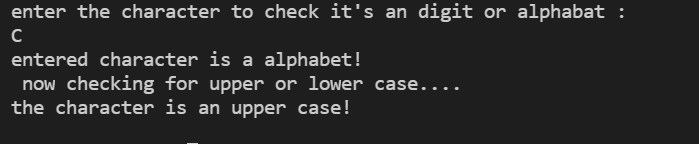 enter the character to check it's an digit or alphabat :
C
entered character is a alphabet!
 now checking for upper or lower case....
the character is an upper case!